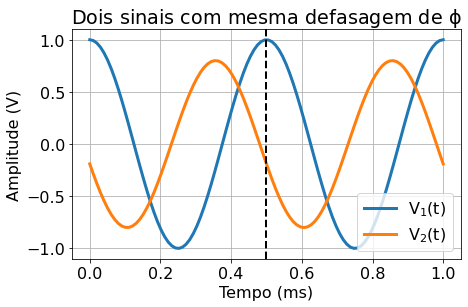 Dois sinais com mesma defasagem de ϕ
Amplitude (V)
1.0
0.5
0.0
−0.5
−1.0
V₁(t)
V₂(t)
0.0 0.2 0.4 0.6 0.8 1.0
Tempo (ms)